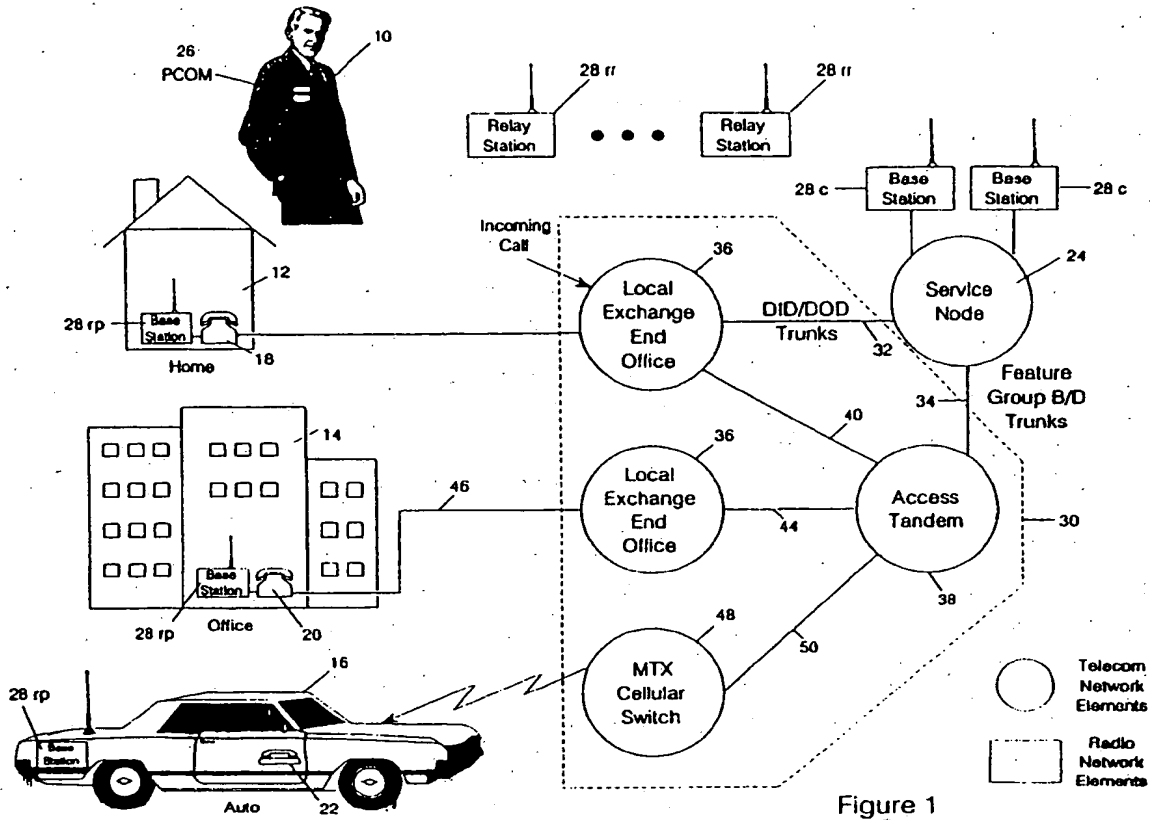 26
PCOM
10
28 rr
28 rr
Relay
Station
Relay
Station
28 c
Base
Station
Base
Station
28 c
Incoming
Call
36
Local
Exchange
End
Office
DID/DOD
Trunks
32
Service
Node
24
12
28 rp
Base
Station
18
Home
34
Feature
Group B/D
Trunks
40
14
36
Local
Exchange
End
Office
46
44
Access
Tandem
30
38
28 rp
Base
Station
20
Office
48
50
MTX
Cellular
Switch
16
28 rp
Base
Station
22
Auto
Telecom
Network
Elements
Radio
Network
Elements
Figure 1